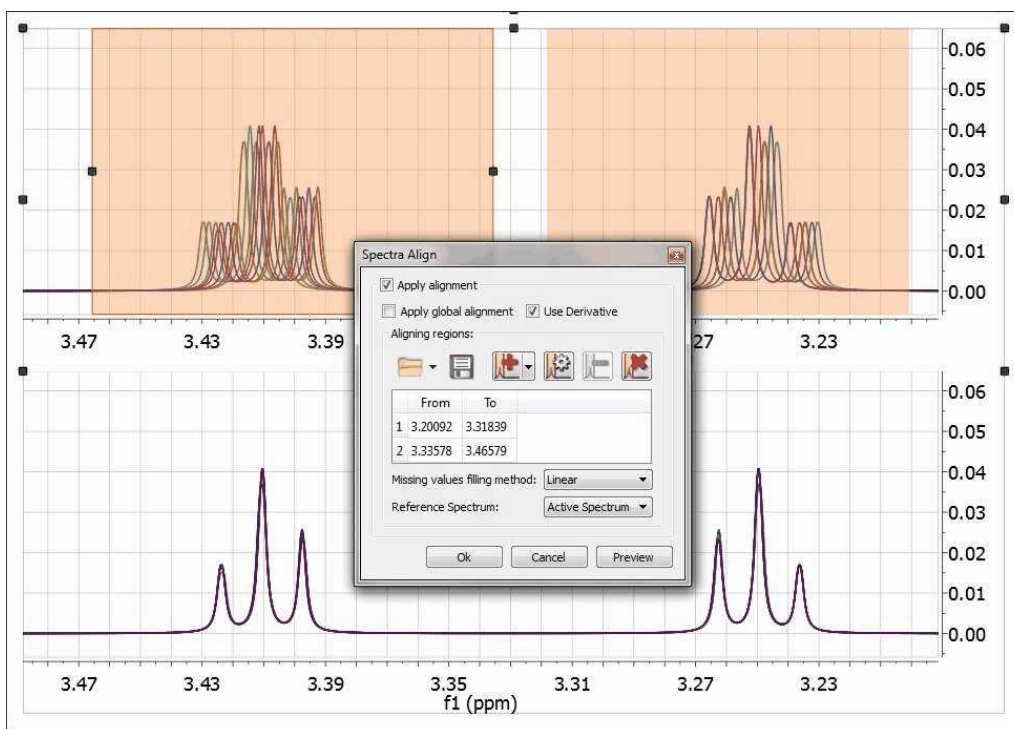 0.06
0.05
0.04
0.03
0.02
0.01
0.00
3.47 3.43 3.39 27 3.23
Spectra Align
Apply alignment
Apply global alignment Use Derivative
Aligning regions:
From To
1 3.20092 3.31839
2 3.33578 3.46579
Missing values filling method: Linear
Reference Spectrum: Active Spectrum
Ok Cancel Preview
0.06
0.05
0.04
0.03
0.02
0.01
0.00
3.47 3.43 3.39 3.35 3.31 3.27 3.23
f1 (ppm)